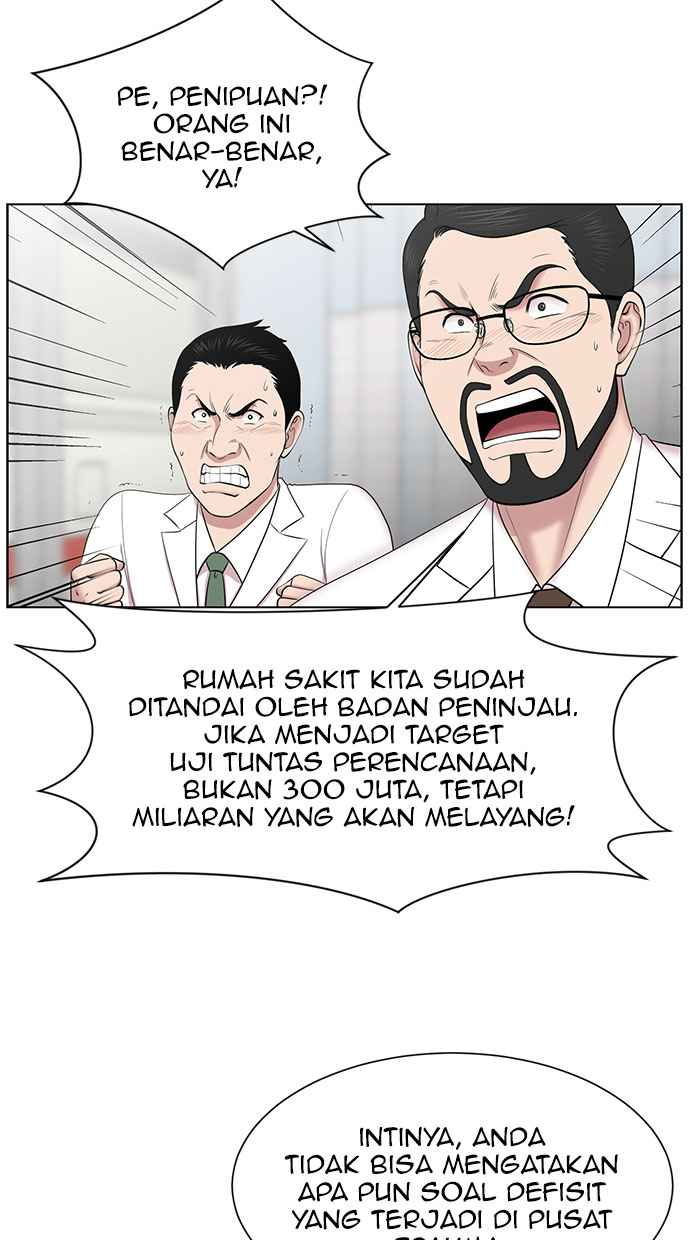 PE, PENIPUAN?!
ORANG INI
BENAR-BENAR,
YA!
RUMAH SAKIT KITA SUDAH
DITANDAI OLEH BADAN PENINJAU.
JIKA MENJADI TARGET
UJI TUNTAS PERENCANAAN,
BUKAN 300 JUTA, TETAPI
MILIARAN YANG AKAN MELAYANG!
INTINYA, ANDA
TIDAK BISA MENGATAKAN
APA PUN SOAL DEFISIT
YANG TERJADI DI PUSAT